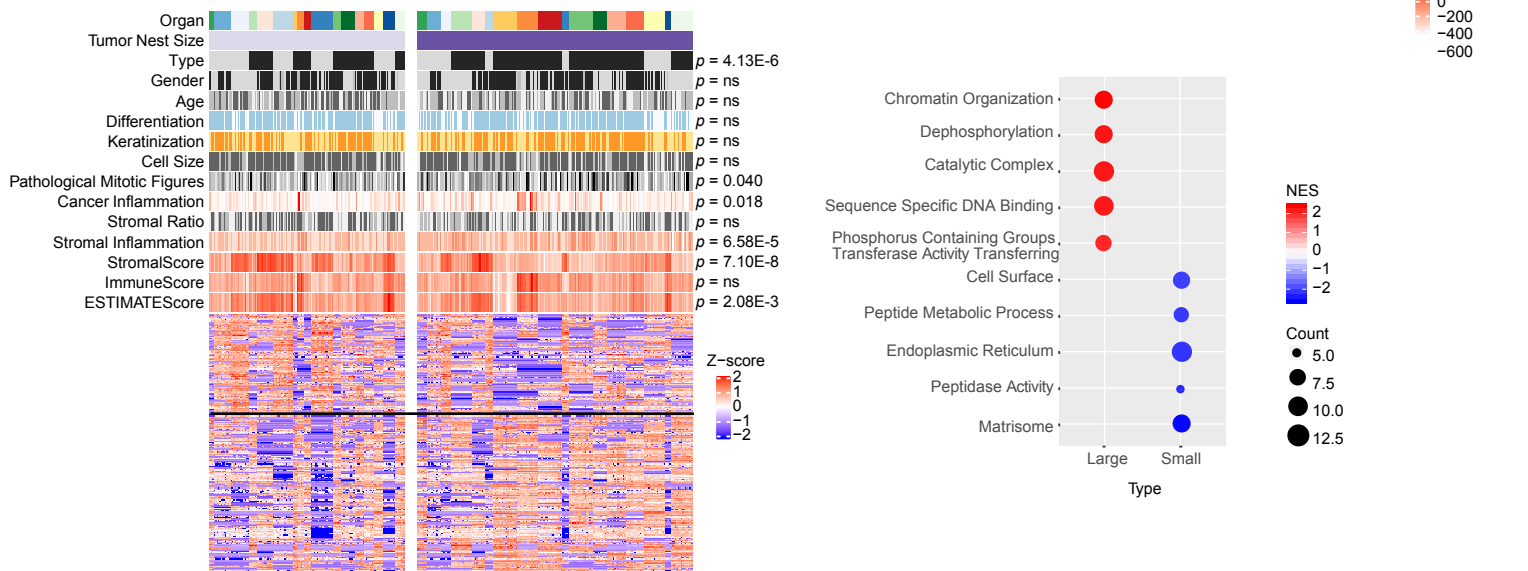 Organ
Tumor Nest Size
Type
p = 4.13E-6
Gender
p = ns
Age
p = ns
Differentiation
p = ns
Keratinization
p = ns
Cell Size
p = ns
Pathological Mitotic Figures
p = 0.040
Cancer Inflammation
p = 0.018
Stromal Ratio
p = ns
Stromal Inflammation
p = 6.58E-5
StromalScore
p = 7.10E-8
ImmuneScore
p = ns
ESTIMATEScore
p = 2.08E-3
Z−score
2
1
0
−1
−2
0
−200
−400
−600
Chromatin Organization
Dephosphorylation
Catalytic Complex
Sequence Specific DNA Binding
Phosphorus Containing Groups
Transferase Activity Transferring
Cell Surface
Peptide Metabolic Process
Endoplasmic Reticulum
Peptidase Activity
Matrisome
Large
Small
Type
NES
2
1
0
−1
−2
Count
5.0
7.5
10.0
12.5